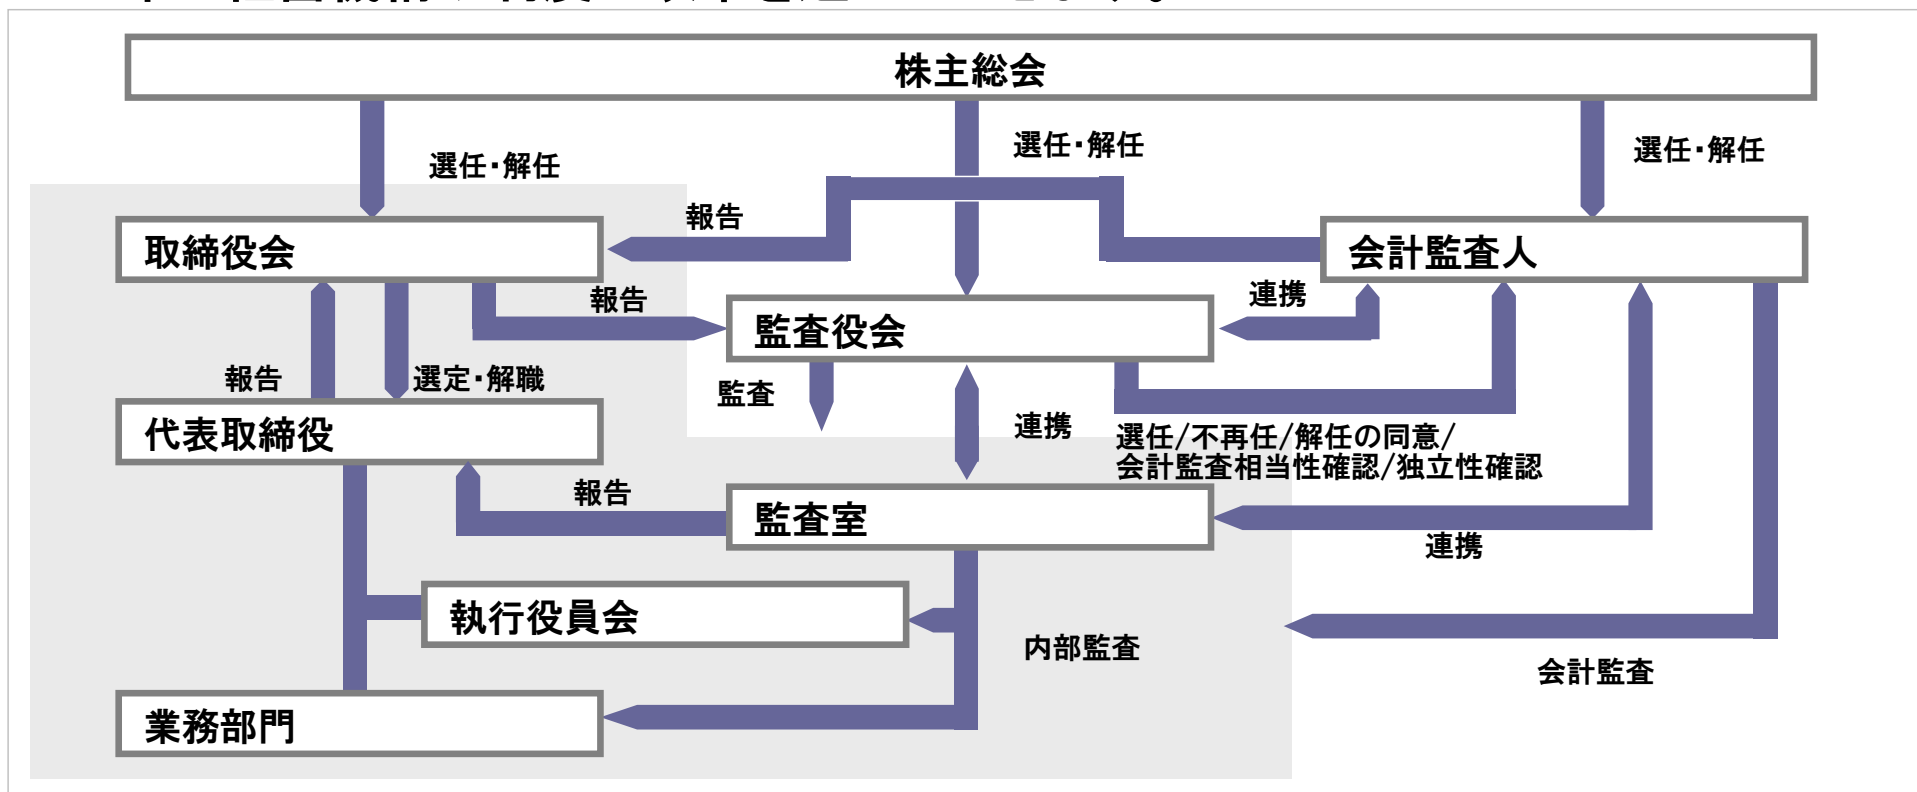 株主総会
選任・解任
選任・解任
選任・解任
報告
取締役会
会計監査人
報告
連携
監査役会
報告
選定・解職
監査
連携
代表取締役
選任/不再任/解任の同意/
会計監査相当性確認/独立性確認
報告
監査室
連携
執行役員会
内部監査
会計監査
業務部門